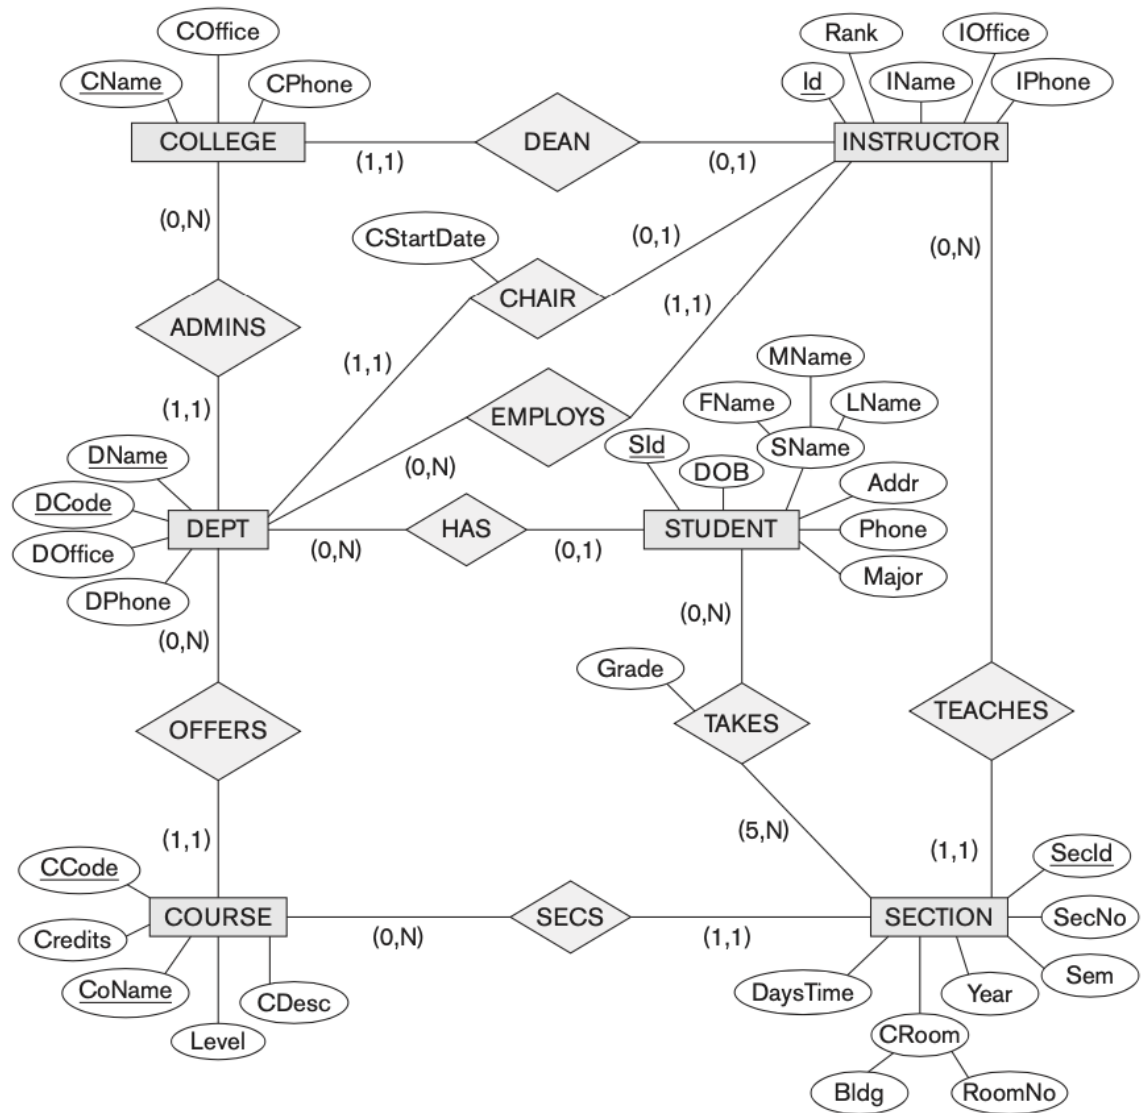 COffice
Rank
IOffice
CName
CPhone
Id
IName
IPhone
COLLEGE
DEAN
INSTRUCTOR
(1,1)
(0,1)
(0,N)
CStartDate
(0,1)
(0,N)
CHAIR
(1,1)
ADMINS
MName
(1,1)
FName
LName
(1,1)
EMPLOYS
SId
SName
DName
(0,N)
DOB
Addr
DCode
DEPT
HAS
STUDENT
Phone
DOffice
(0,N)
(0,1)
Major
DPhone
(0,N)
(0,N)
Grade
OFFERS
TAKES
TEACHES
(1,1)
(5,N)
(1,1)
SecId
CCode
COURSE
SECS
SECTION
SecNo
Credits
(0,N)
(1,1)
CoName
CDesc
DaysTime
Year
Sem
Level
CRoom
Bldg
RoomNo